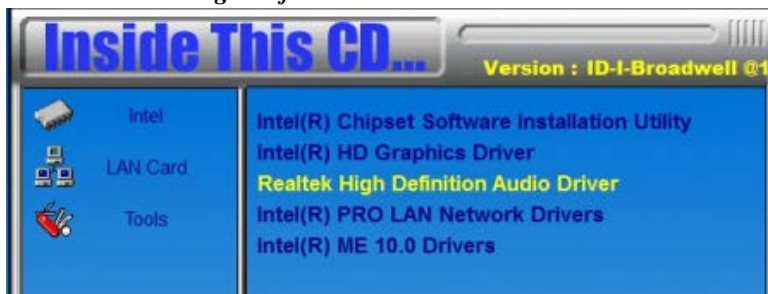 Inside This CD...
Version : ID-I-Broadwell @1
Intel
LAN Card
Tools
Intel(R) Chipset Software Installation Utility
Intel(R) HD Graphics Driver
Realtek High Definition Audio Driver
Intel(R) PRO LAN Network Drivers
Intel(R) ME 10.0 Drivers